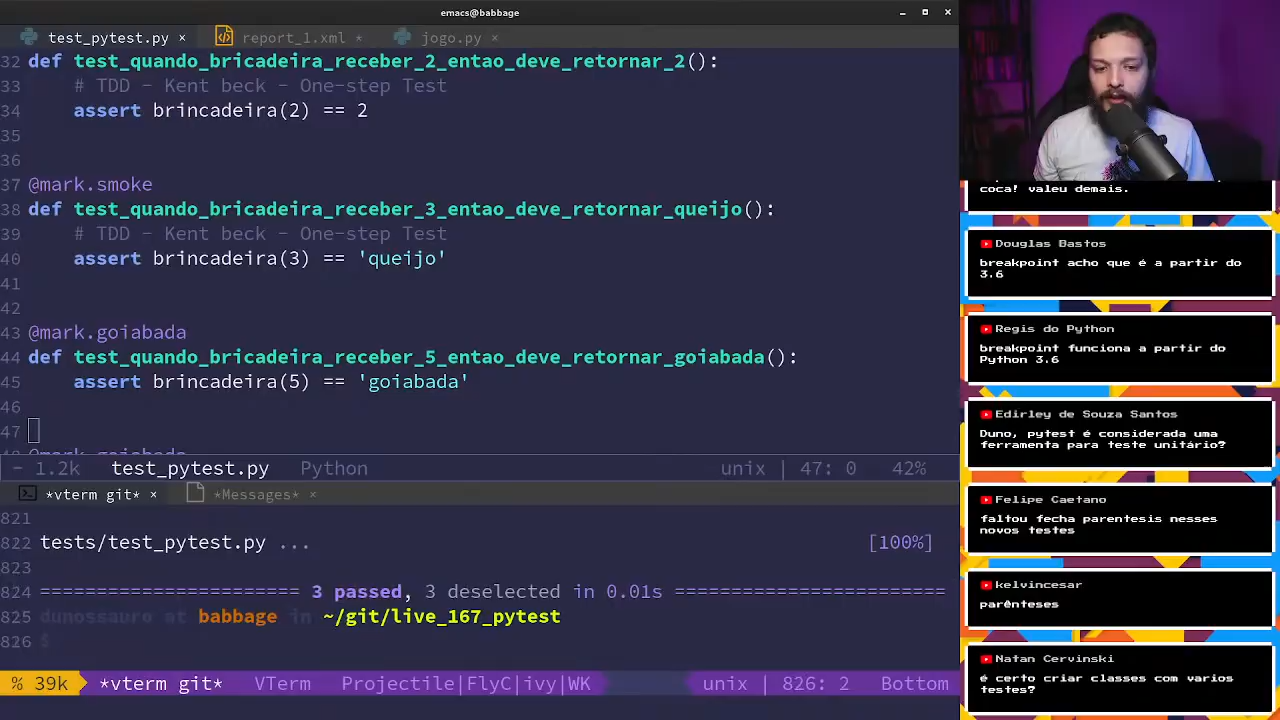 emacs@babbage
test_pytest.py × report_1.xml × jogo.py ×
32 def test_quando_bricadeira_receber_2_entao_deve_retornar_2():
33 # TDD - Kent beck - One-step Test
34 assert brincadeira(2) == 2
35
36
37 @mark.smoke
38 def test_quando_bricadeira_receber_3_entao_deve_retornar_queijo():
39 # TDD - Kent beck - One-step Test
40 assert brincadeira(3) == 'queijo'
41
42
43 @mark.goiabada
44 def test_quando_bricadeira_receber_5_entao_deve_retornar_goiabada():
45 assert brincadeira(5) == 'goiabada'
46
47
- 1.2k test_pytest.py Python unix | 47: 0 42%
*vterm git* × *Messages* ×
821
822 tests/test_pytest.py ... [100%]
823
824 ======================= 3 passed, 3 deselected in 0.01s ========================
825 dunossauro at babbage in ~/git/live_167_pytest
826 $
% 39k *vterm git* VTerm Projectile|FlyC|ivy|WK unix | 826: 2 Bottom
coca! valeu demais.
Douglas Bastos
breakpoint acho que é a partir do
3.6
Regis do Python
breakpoint funciona a partir do
Python 3.6
Edirley de Souza Santos
Duno, pytest é considerada uma
ferramenta para teste unitário?
Felipe Caetano
faltou fecha parentesis nesses
novos testes
kelvincesar
parênteses
Natan Cervinski
é certo criar classes com varios
testes?